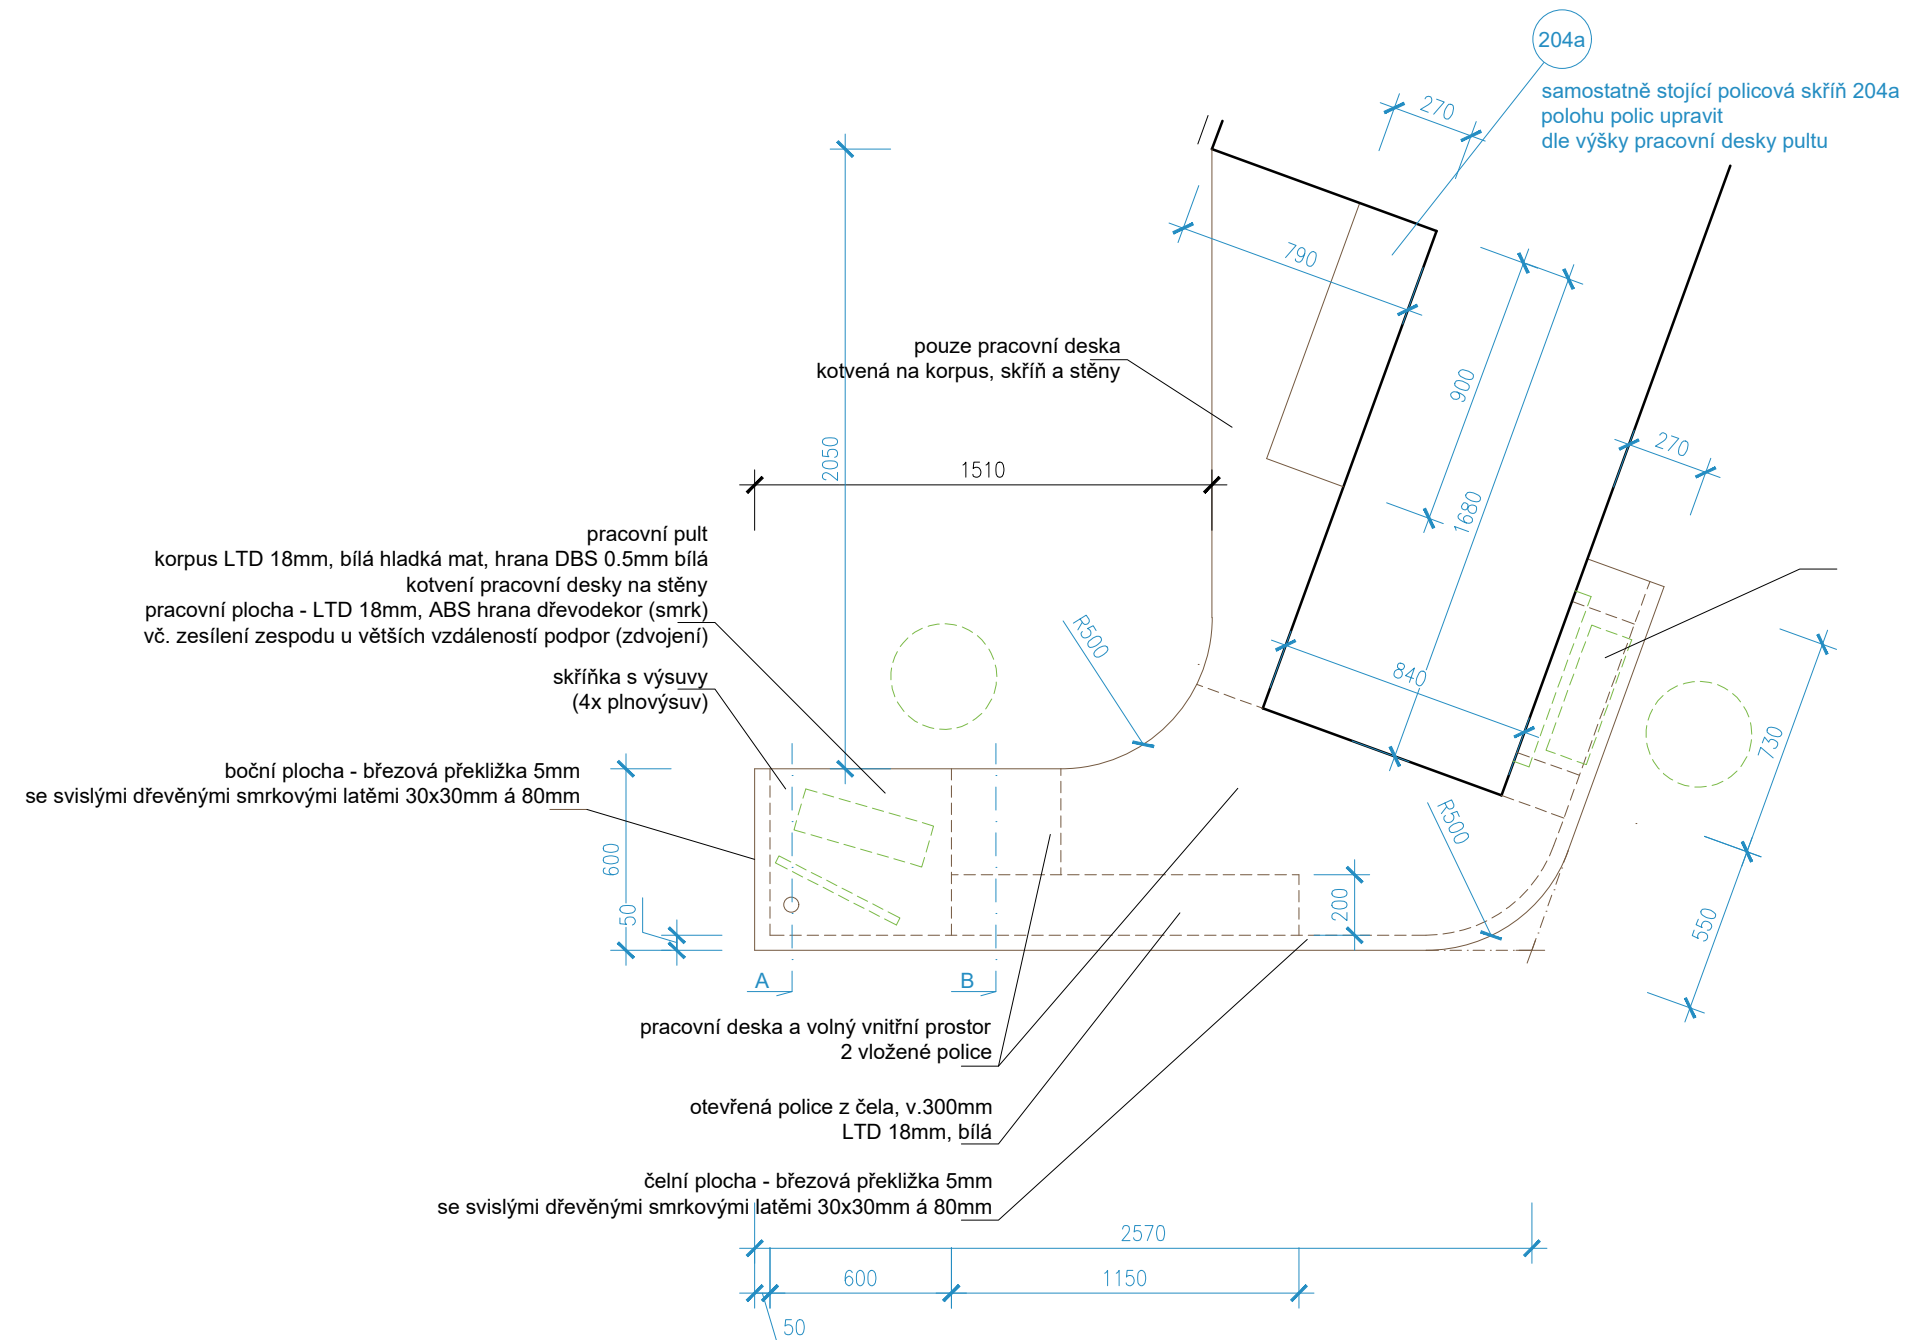 204a
samostatně stojící policová skříň 204a
polohu polic upravit
dle výšky pracovní desky pultu
270
790
pouze pracovní deska
kotvená na korpus, skříň a stěny
900
2050
1510
1680
270
pracovní pult
korpus LTD 18mm, bílá hladká mat, hrana DBS 0.5mm bílá
kotvení pracovní desky na stěny
pracovní plocha - LTD 18mm, ABS hrana dřevodekor (smrk)
vč. zesílení zespodu u větších vzdáleností podpor (zdvojení)
R500
840
skříňka s výsuvy
(4x plnovýsuv)
730
boční plocha - březová překližka 5mm
se svislými dřevěnými smrkovými latěmi 30x30mm á 80mm
R500
600
200
50
550
A
B
pracovní deska a volný vnitřní prostor
2 vložené police
otevřená police z čela, v.300mm
LTD 18mm, bílá
čelní plocha - březová překližka 5mm
se svislými dřevěnými smrkovými latěmi 30x30mm á 80mm
2570
600
1150
50